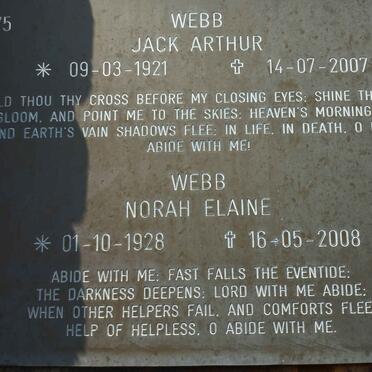 75
WEBB
JACK ARTHUR
* 09-03-1921 ✝ 14-07-2007
THOU THY CROSS BEFORE MY CLOSING EYES; SHINE
GLOOM, AND POINT ME TO THE SKIES: HEAVEN'S MORNING
EARTH'S VAIN SHADOWS FLEE: IN LIFE, IN DEATH, O
ABIDE WITH ME!
WEBB
NORAH ELAINE
* 01-10-1928 ✝ 16-05-2008
ABIDE WITH ME: FAST FALLS THE EVENTIDE:
THE DARKNESS DEEPENS: LORD WITH ME ABIDE:
WHEN OTHER HELPERS FAIL, AND COMFORTS FLEE
HELP OF HELPLESS, O ABIDE WITH ME.